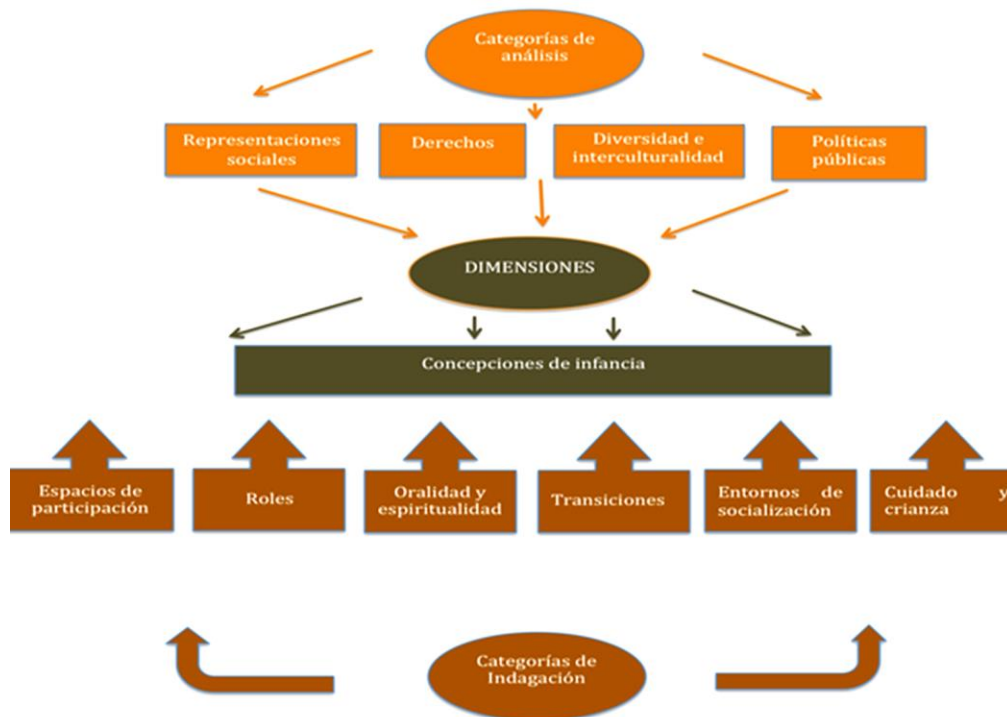 Categorías de
análisis
Representaciones
sociales
Derechos
Diversidad e
interculturalidad
Políticas
públicas
DIMENSIONES
Concepciones de infancia
Espacios de
participación
Roles
Oralidad y
espiritualidad
Transiciones
Entornos de
socialización
Cuidado y
crianza
Categorías de
Indagación